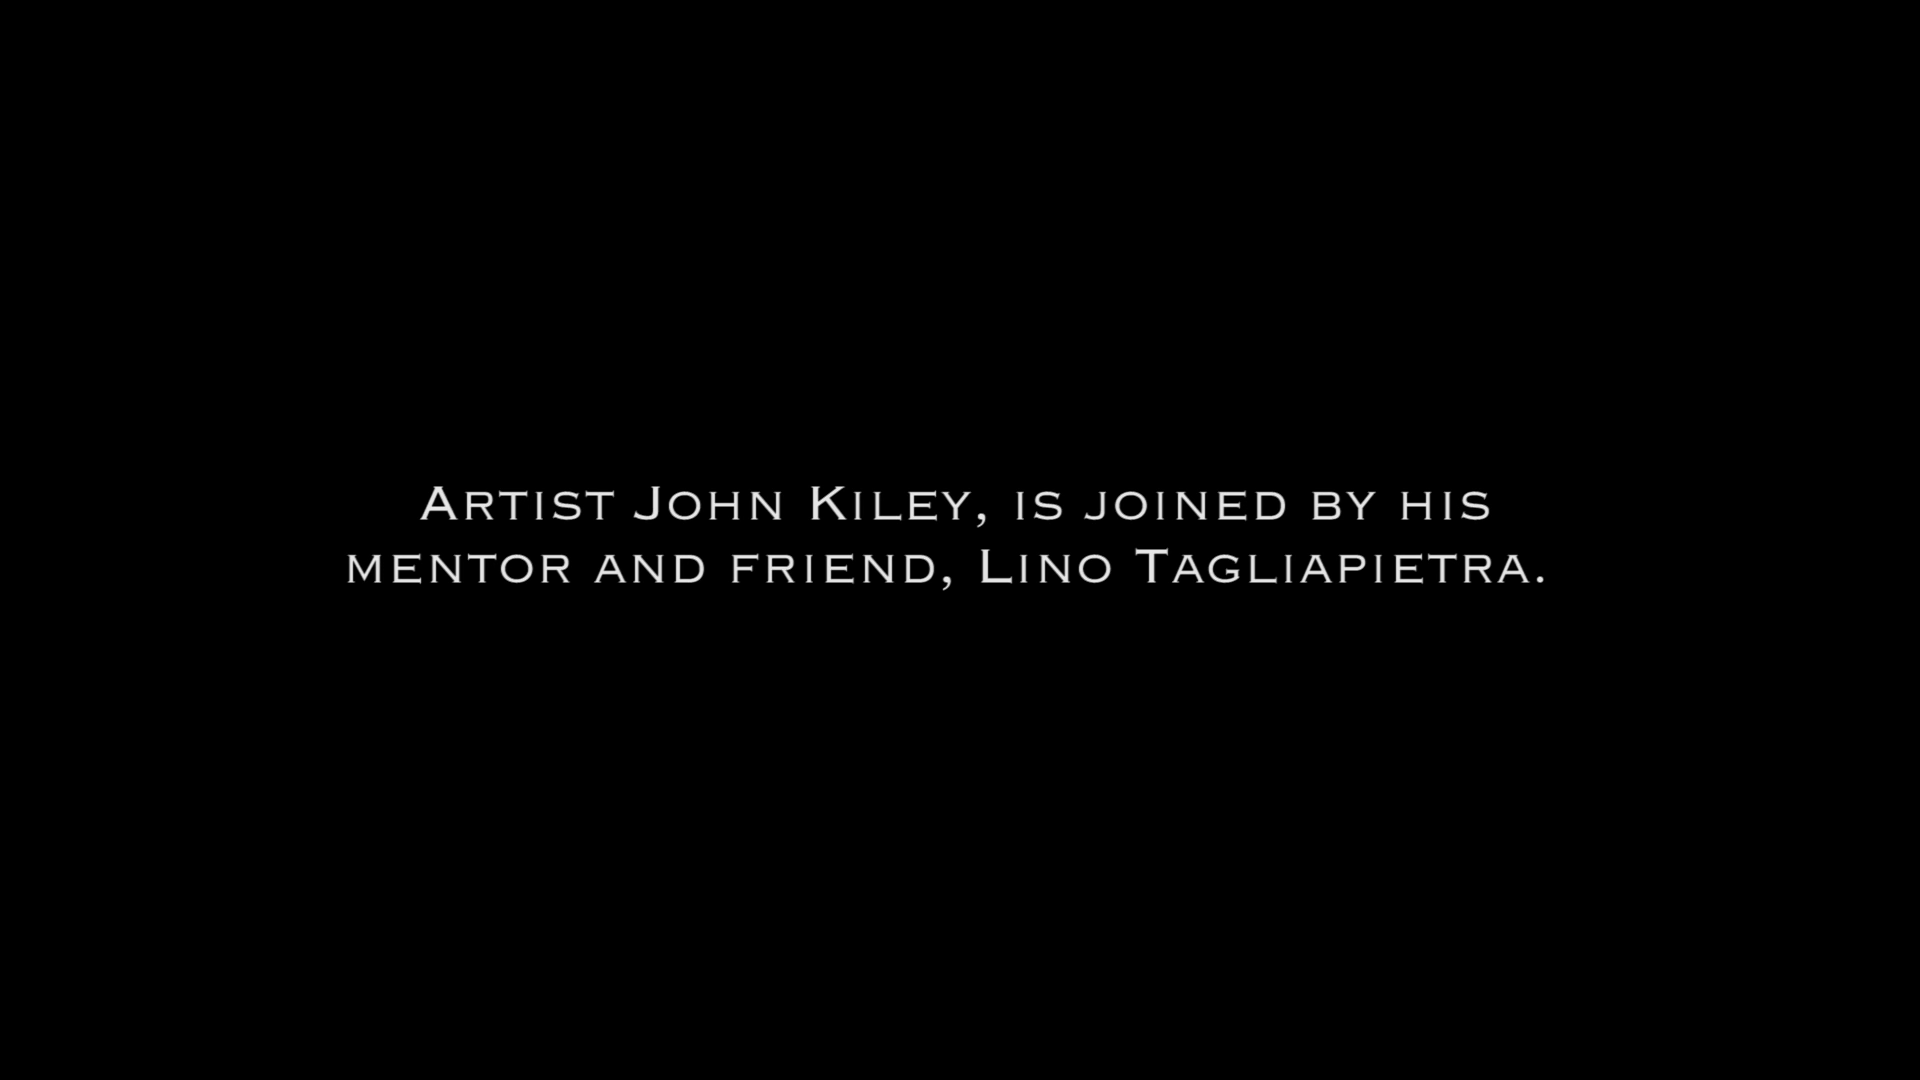 Artist John Kiley, is joined by his
mentor and friend, Lino Tagliapietra.